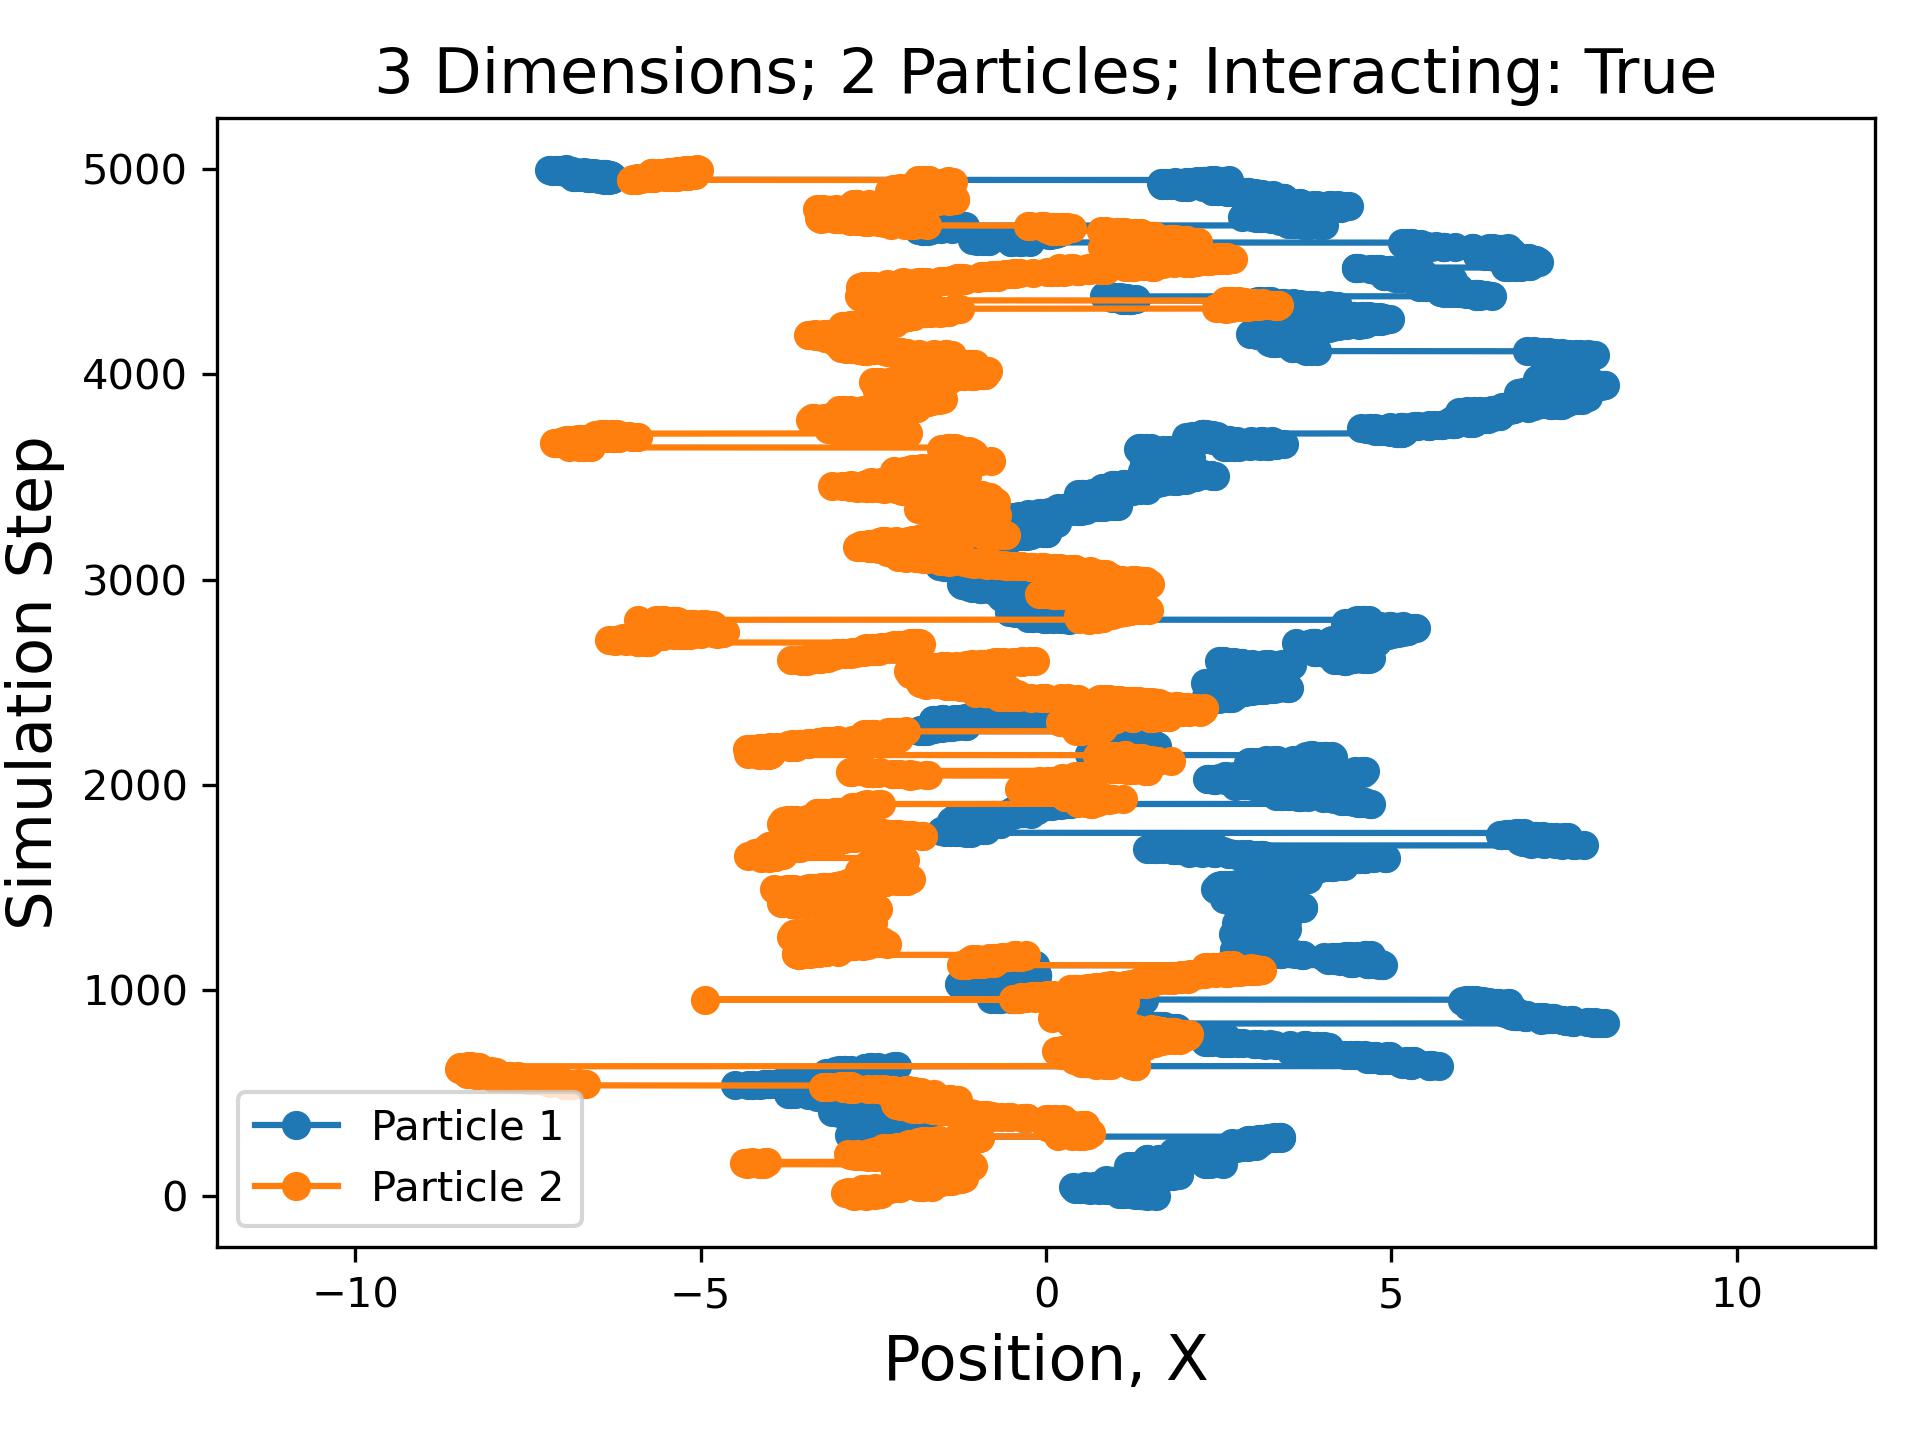 3 Dimensions; 2 Particles; Interacting: True
Simulation Step
5000
4000
3000
2000
1000
0
Particle 1
Particle 2
−10
−5
0
5
10
Position, X